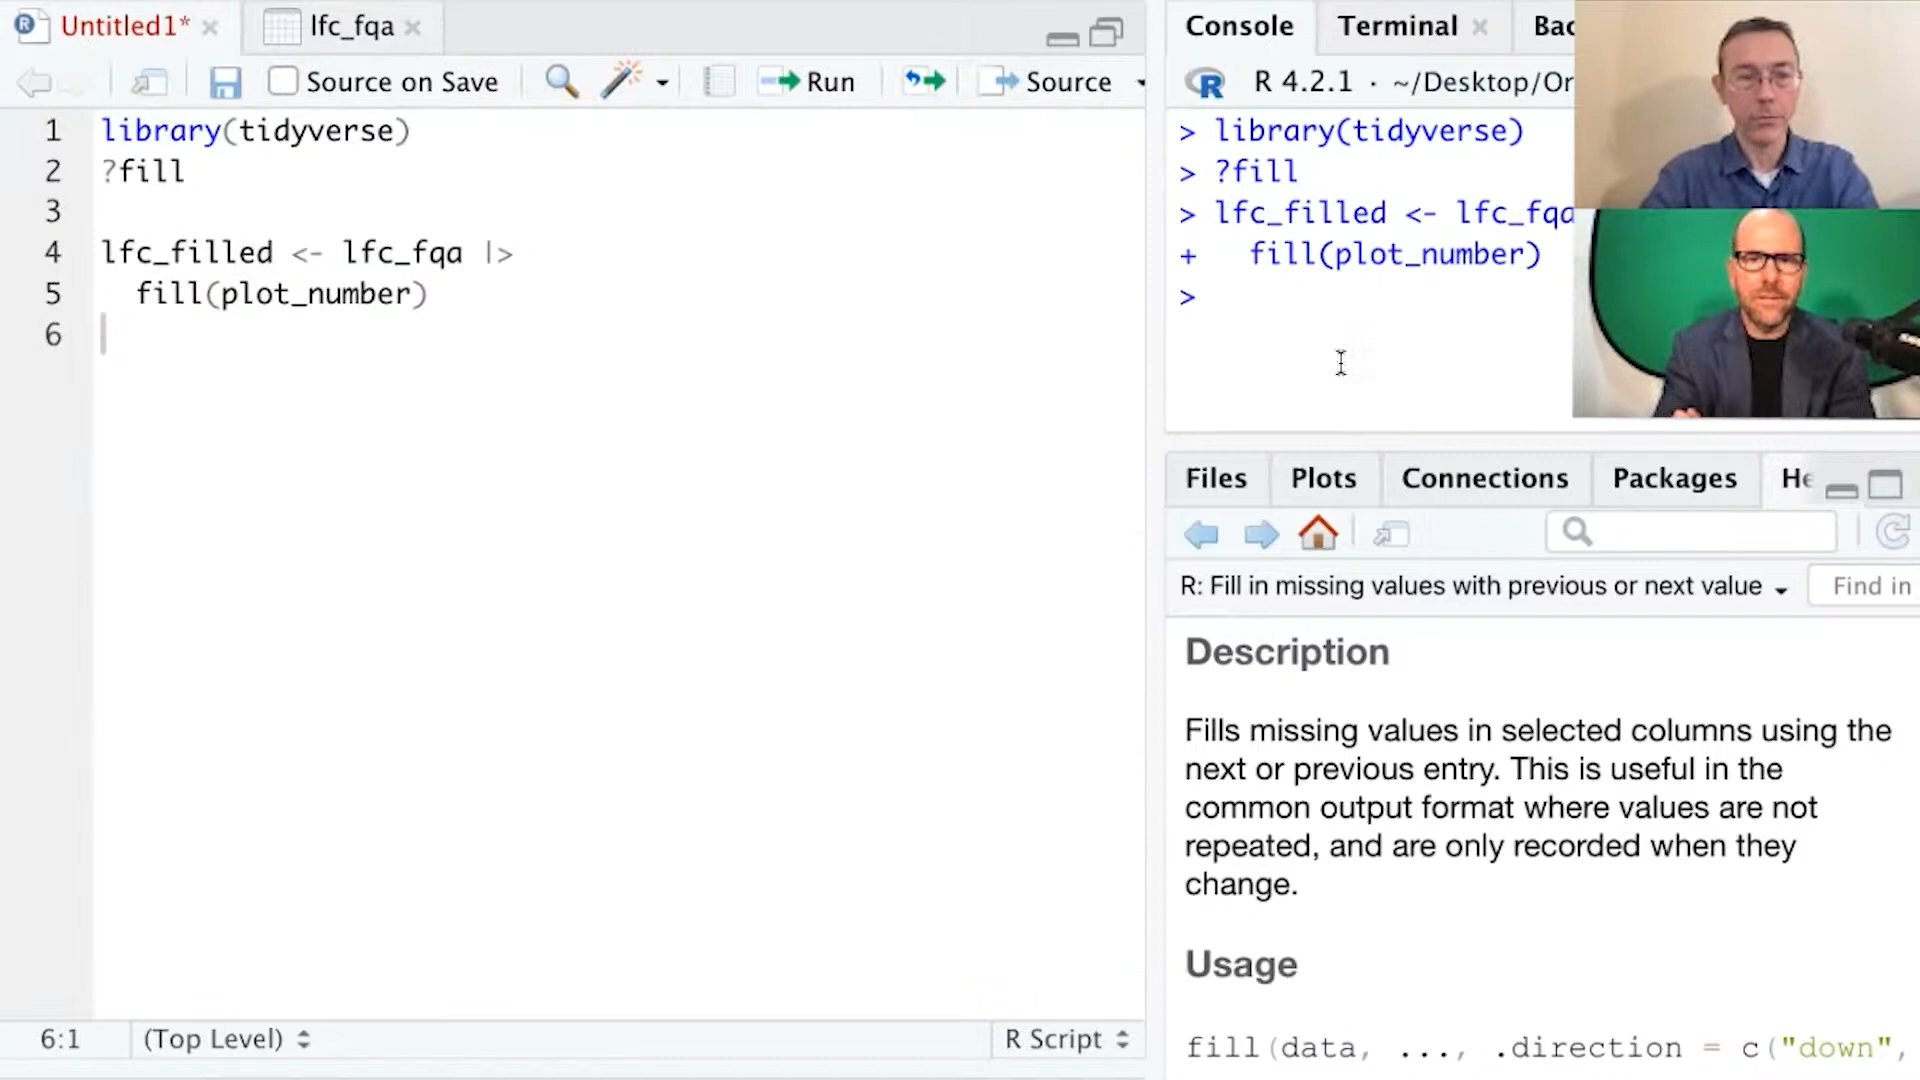 Untitled1*
lfc_fqa
Source on Save
Run
Source
1 library(tidyverse)
2 ?fill
3
4 lfc_filled <- lfc_fqa |>
5 fill(plot_number)
6
6:1
(Top Level)
R Script
Console
Terminal
Bac
R 4.2.1 · ~/Desktop/Or
> library(tidyverse)
> ?fill
> lfc_filled <- lfc_fqa
+ fill(plot_number)
>
Files
Plots
Connections
Packages
He
R: Fill in missing values with previous or next value
Find in
Description
Fills missing values in selected columns using the
next or previous entry. This is useful in the
common output format where values are not
repeated, and are only recorded when they
change.
Usage
fill(data, ..., .direction = c("down",